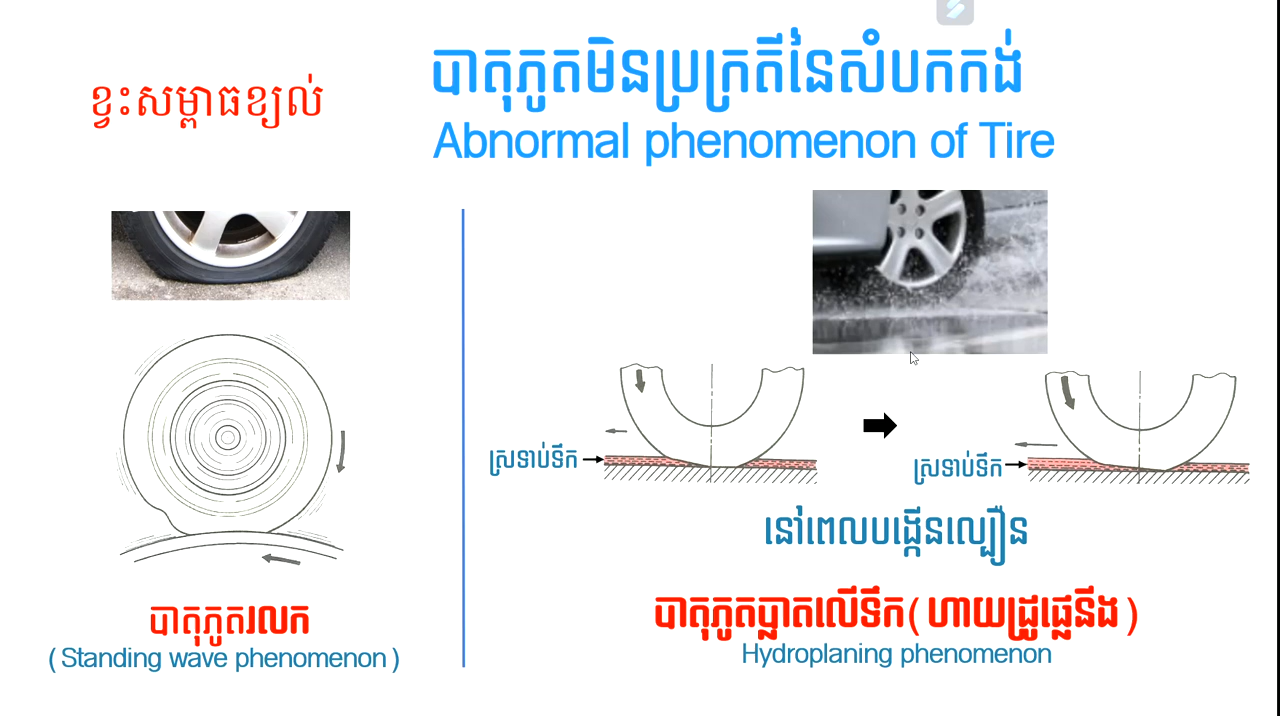 បាតុភូតមិនប្រក្រតីនៃសំបកកង់
Abnormal phenomenon of Tire
ខ្វះសម្ពាធខ្យល់
បាតុភូតរលក
(Standing wave phenomenon)
ស្រទាប់ទឹក
ស្រទាប់ទឹក
នៅពេលបង្កើនល្បឿន
បាតុភូតប្លាតលើទឹក(ហាយដ្រូផ្លេនីង)
Hydroplaning phenomenon